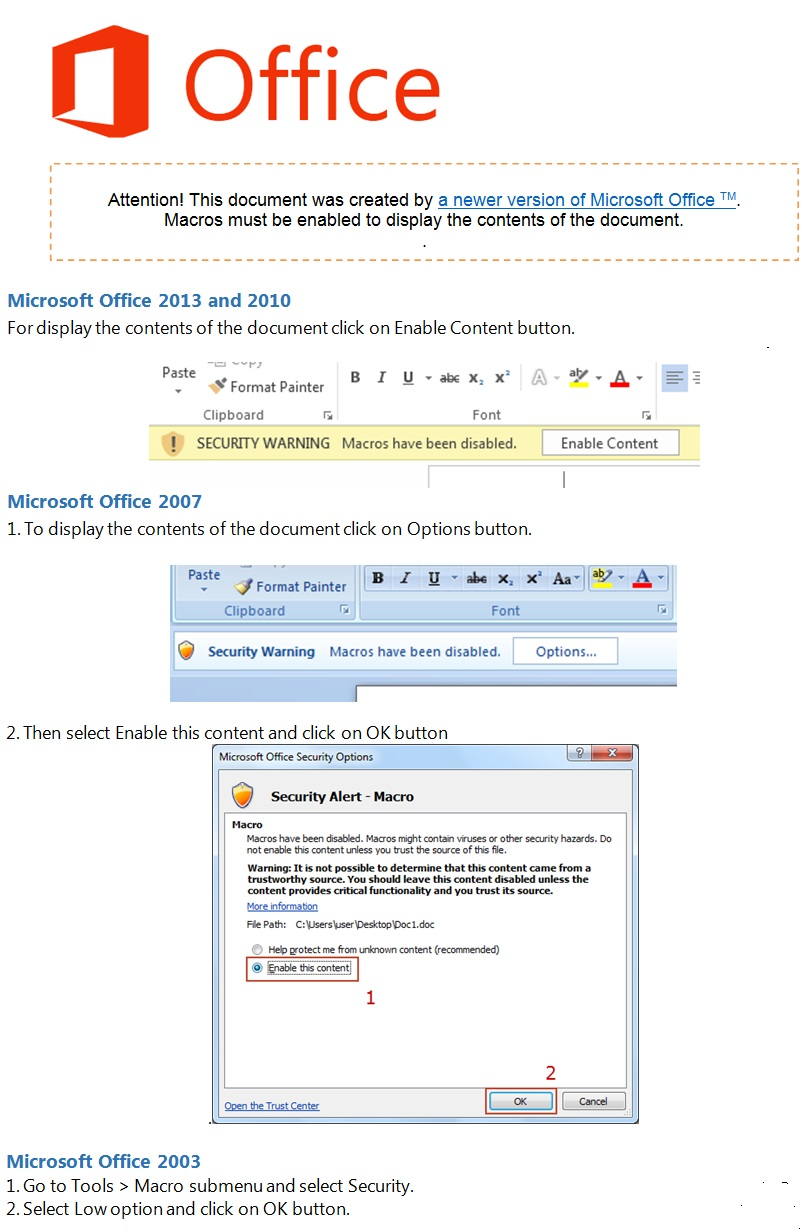 Office
Attention! This document was created by a newer version of Microsoft Office ™.
Macros must be enabled to display the contents of the document.
.
Microsoft Office 2013 and 2010
For display the contents of the document click on Enable Content button.
Paste
Copy
Format Painter
B I U abc X₂ X² A ab A
Clipboard
Font
SECURITY WARNING Macros have been disabled. Enable Content
Microsoft Office 2007
1. To display the contents of the document click on Options button.
Paste
Format Painter
B I U abc X₂ X² Aa ab A
Clipboard
Font
Security Warning Macros have been disabled. Options...
2. Then select Enable this content and click on OK button
Microsoft Office Security Options
Security Alert - Macro
Macro
Macros have been disabled. Macros might contain viruses or other security hazards. Do
not enable this content unless you trust the source of this file.
Warning: It is not possible to determine that this content came from a
trustworthy source. You should leave this content disabled unless the
content provides critical functionality and you trust its source.
More information
File Path: C:\Users\user\Desktop\Doc1.doc
Help protect me from unknown content (recommended)
Enable this content
1
2
Open the Trust Center
OK
Cancel
Microsoft Office 2003
1. Go to Tools > Macro submenu and select Security.
2. Select Low option and click on OK button.